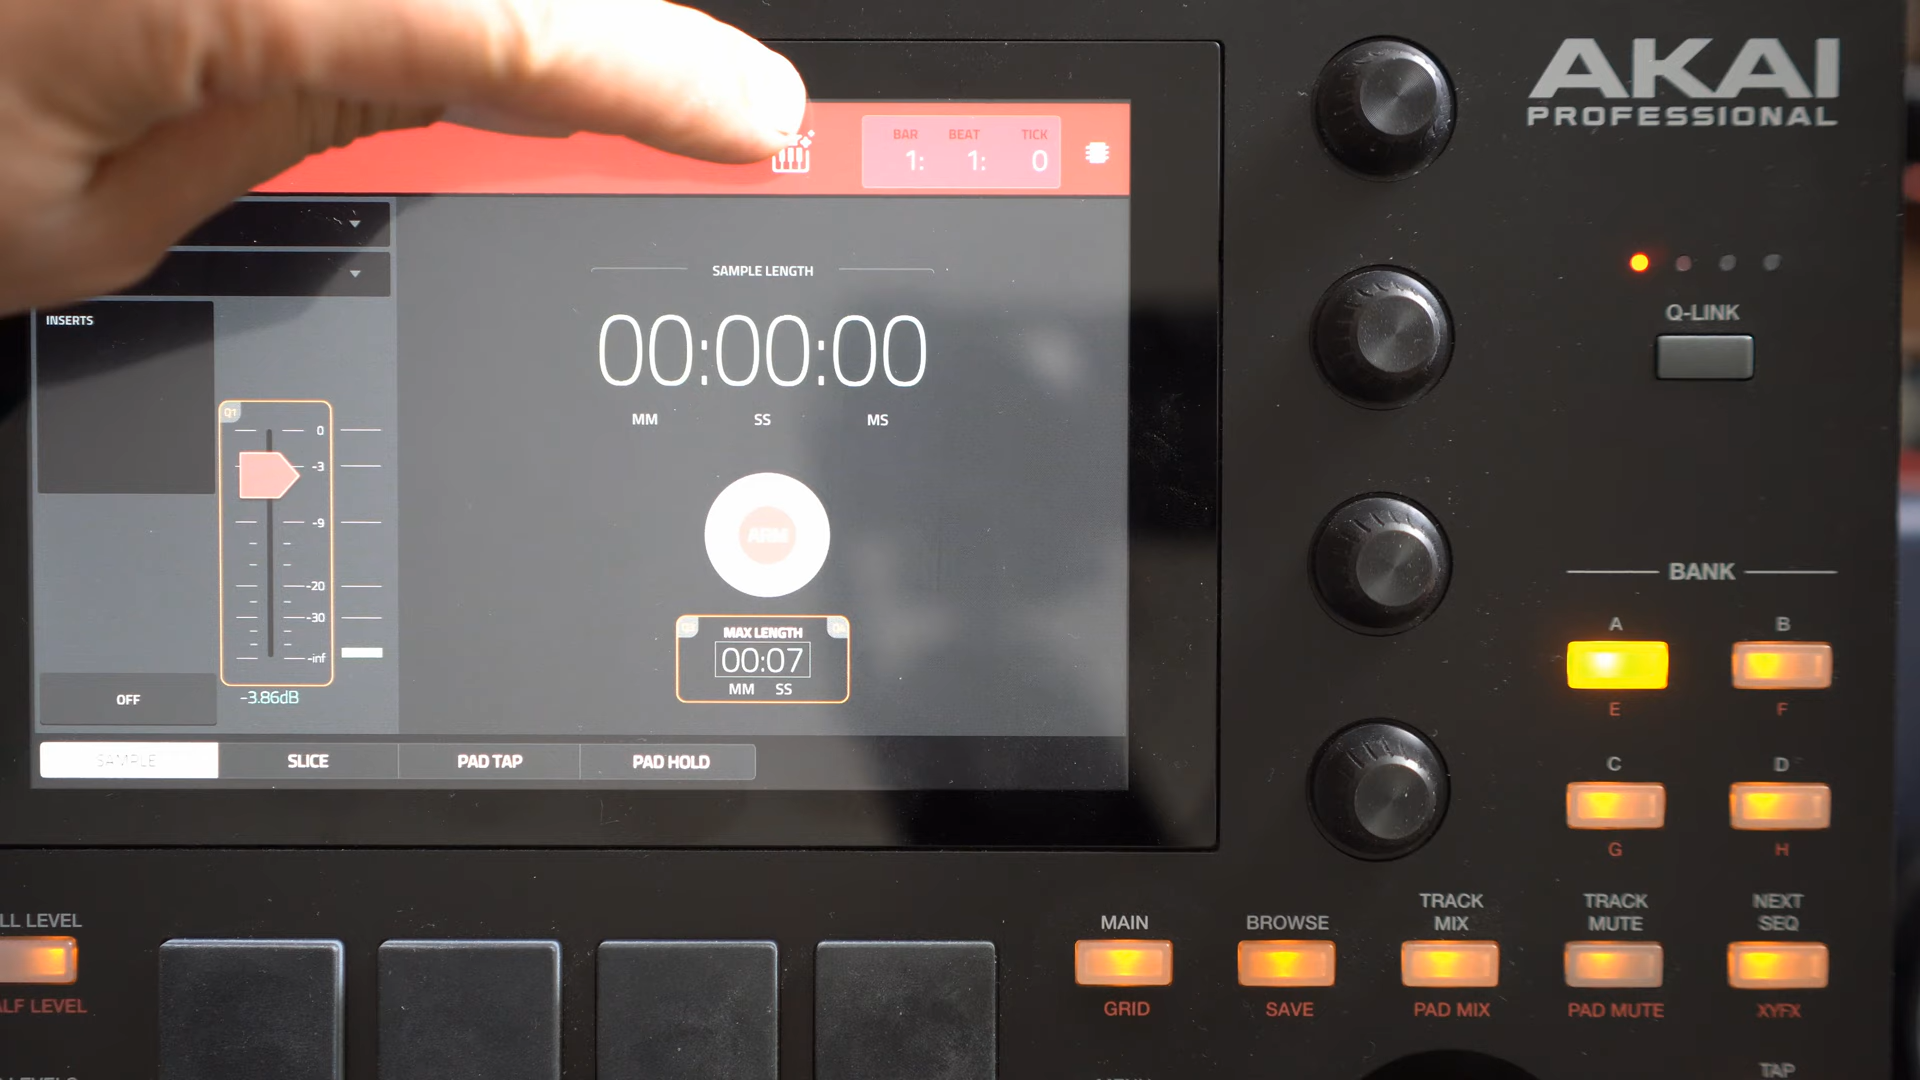 AKAI
PROFESSIONAL
BAR BEAT TICK
1: 1: 0
SAMPLE LENGTH
00:00:00
MM SS MS
INSERTS
Q1
0
-3
-9
-20
-30
-inf
-3.86dB
OFF
ARM
MAX LENGTH
00:07
MM SS
SAMPLE
SLICE
PAD TAP
PAD HOLD
Q-LINK
BANK
A B
E F
C D
G H
LL LEVEL
ALF LEVEL
MAIN
GRID
BROWSE
SAVE
TRACK
MIX
PAD MIX
TRACK
MUTE
PAD MUTE
NEXT
SEQ
XYFX
TAP